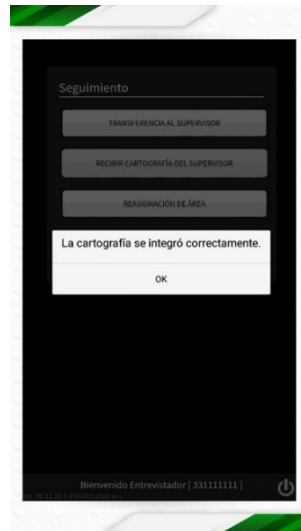 Seguimiento
TRANSFERENCIA AL SUPERVISOR
RECIBIR CARTOGRAFÍA DEL SUPERVISOR
REASIGNACIÓN DE ÁREA
La cartografía se integró correctamente.
OK
Bienvenido Entrevistador [ 331111111 ]